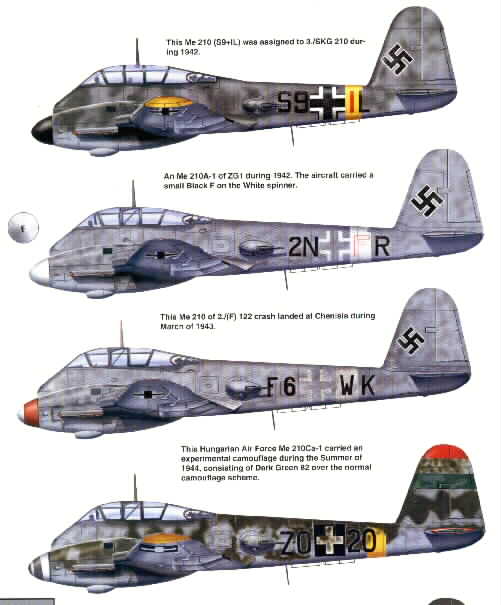 This Me 210 (S9+IL) was assigned to 3./SKG 210 dur-
ing 1942.
S9 IL
An Me 210A-1 of ZG1 during 1942. The aircraft carried a
small Black F on the White spinner.
F
2N FR
This Me 210 of 2./(F) 122 crash landed at Chenisia during
March of 1943.
F6 WK
This Hungarian Air Force Me 210Ca-1 carried an
experimental camouflage during the Summer of
1944, consisting of Dark Green 82 over the normal
camouflage scheme.
ZO 20